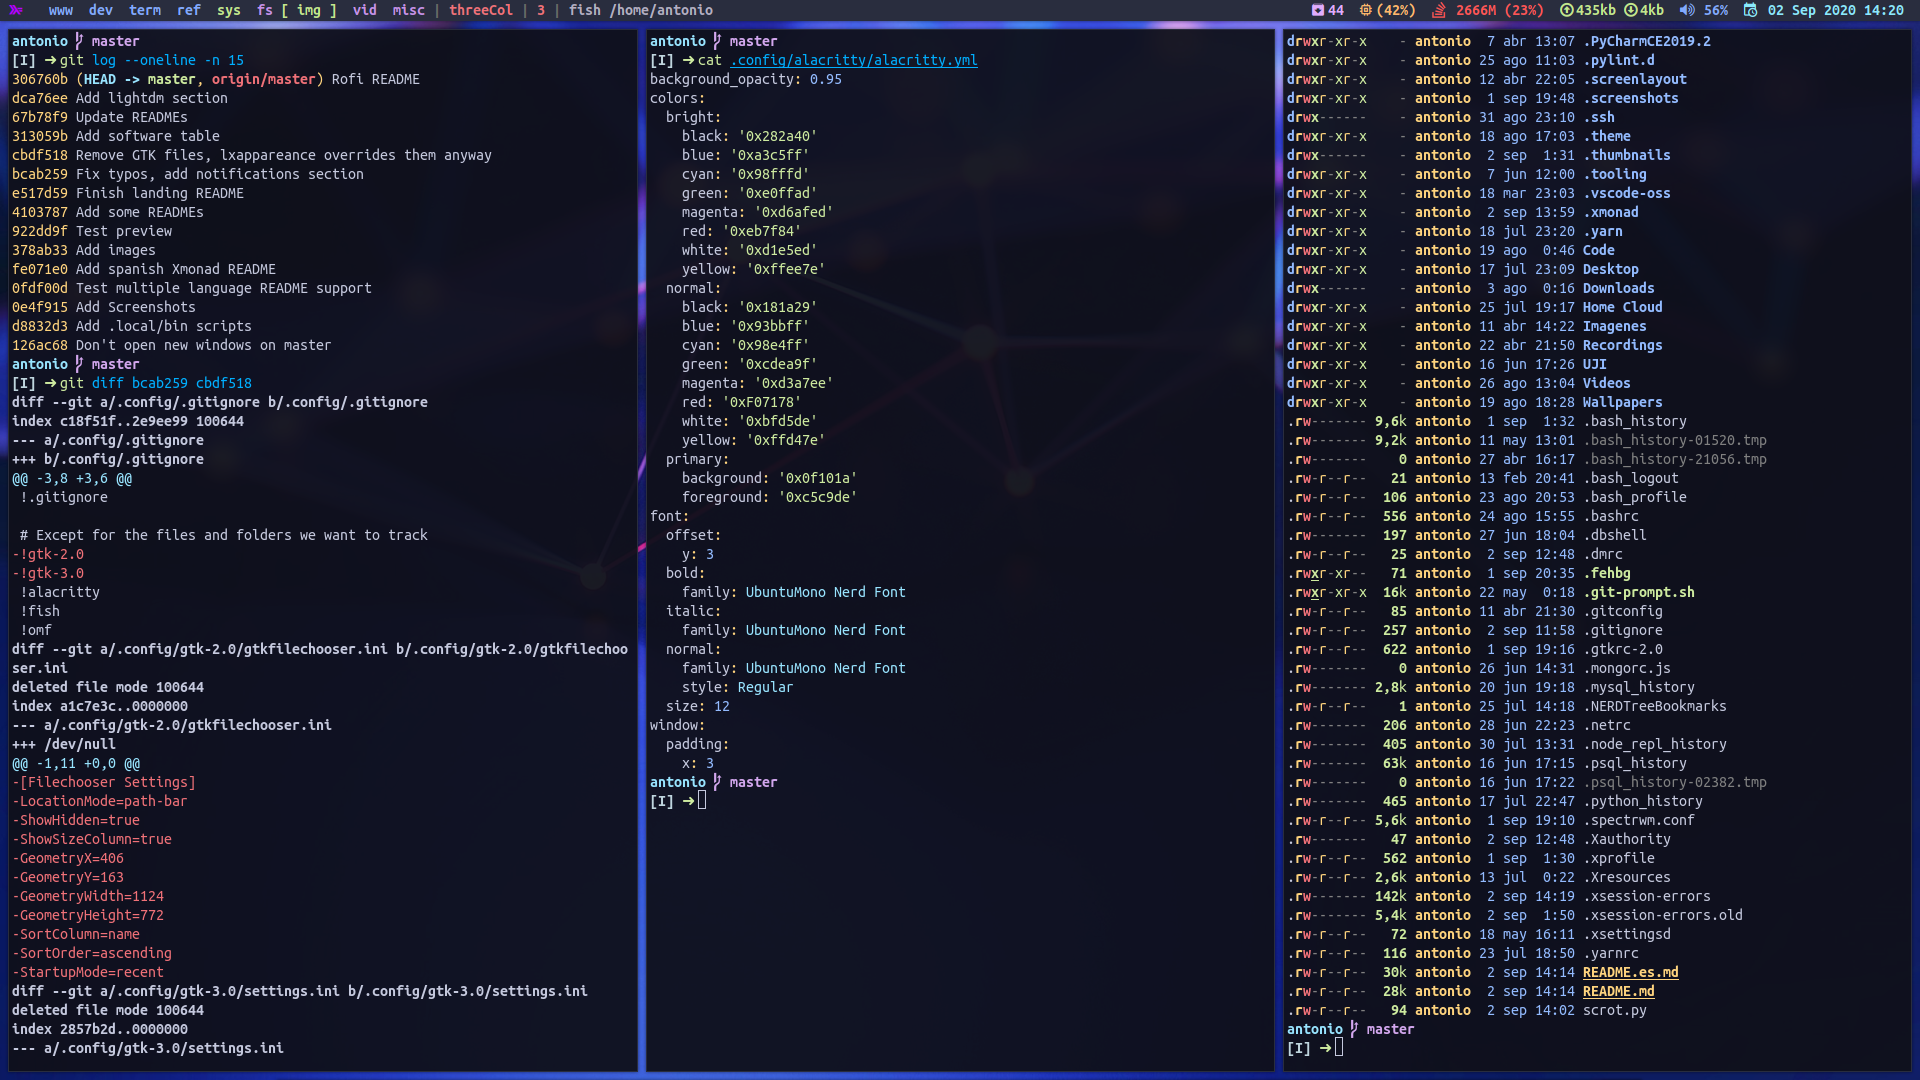 www dev term ref sys fs [ img ] vid misc | threeCol | 3 | fish /home/antonio
44 (42%) 2666M (23%) 435kb 4kb 56% 02 Sep 2020 14:20
antonio master
[I] ➜git log --oneline -n 15
306760b (HEAD -> master, origin/master) Rofi README
dca76ee Add lightdm section
67b78f9 Update READMEs
313059b Add software table
cbdf518 Remove GTK files, lxappareance overrides them anyway
bcab259 Fix typos, add notifications section
e517d59 Finish landing README
4103787 Add some READMEs
922dd9f Test preview
378ab33 Add images
fe071e0 Add spanish Xmonad README
0fdf00d Test multiple language README support
0e4f915 Add Screenshots
d8832d3 Add .local/bin scripts
126ac68 Don't open new windows on master
antonio master
[I] ➜git diff bcab259 cbdf518
diff --git a/.config/.gitignore b/.config/.gitignore
index c18f51f..2e9ee99 100644
--- a/.config/.gitignore
+++ b/.config/.gitignore
@@ -3,8 +3,6 @@
!.gitignore
# Except for the files and folders we want to track
-!gtk-2.0
-!gtk-3.0
!alacritty
!fish
!omf
diff --git a/.config/gtk-2.0/gtkfilechooser.ini b/.config/gtk-2.0/gtkfilechoo
ser.ini
deleted file mode 100644
index a1c7e3c..0000000
--- a/.config/gtk-2.0/gtkfilechooser.ini
+++ /dev/null
@@ -1,11 +0,0 @@
-[Filechooser Settings]
-LocationMode=path-bar
-ShowHidden=true
-ShowSizeColumn=true
-GeometryX=406
-GeometryY=163
-GeometryWidth=1124
-GeometryHeight=772
-SortColumn=name
-SortOrder=ascending
-StartupMode=recent
diff --git a/.config/gtk-3.0/settings.ini b/.config/gtk-3.0/settings.ini
deleted file mode 100644
index 2857b2d..0000000
--- a/.config/gtk-3.0/settings.ini
antonio master
[I] ➜cat .config/alacritty/alacritty.yml
background_opacity: 0.95
colors:
bright:
black: '0x282a40'
blue: '0xa3c5ff'
cyan: '0x98fffd'
green: '0xe0ffad'
magenta: '0xd6afed'
red: '0xeb7f84'
white: '0xd1e5ed'
yellow: '0xffee7e'
normal:
black: '0x181a29'
blue: '0x93bbff'
cyan: '0x98e4ff'
green: '0xcdea9f'
magenta: '0xd3a7ee'
red: '0xF07178'
white: '0xbfd5de'
yellow: '0xffd47e'
primary:
background: '0x0f101a'
foreground: '0xc5c9de'
font:
offset:
y: 3
bold:
family: UbuntuMono Nerd Font
italic:
family: UbuntuMono Nerd Font
normal:
family: UbuntuMono Nerd Font
style: Regular
size: 12
window:
padding:
x: 3
antonio master
[I] ➜
drwxr-xr-x - antonio 7 abr 13:07 .PyCharmCE2019.2
drwxr-xr-x - antonio 25 ago 11:03 .pylint.d
drwxr-xr-x - antonio 12 abr 22:05 .screenlayout
drwxr-xr-x - antonio 1 sep 19:48 .screenshots
drwx------ - antonio 31 ago 23:10 .ssh
drwxr-xr-x - antonio 18 ago 17:03 .theme
drwx------ - antonio 2 sep 1:31 .thumbnails
drwxr-xr-x - antonio 7 jun 12:00 .tooling
drwxr-xr-x - antonio 18 mar 23:03 .vscode-oss
drwxr-xr-x - antonio 2 sep 13:59 .xmonad
drwxr-xr-x - antonio 18 jul 23:20 .yarn
drwxr-xr-x - antonio 19 ago 0:46 Code
drwxr-xr-x - antonio 17 jul 23:09 Desktop
drwx------ - antonio 3 ago 0:16 Downloads
drwxr-xr-x - antonio 25 jul 19:17 Home Cloud
drwxr-xr-x - antonio 11 abr 14:22 Imagenes
drwxr-xr-x - antonio 22 abr 21:50 Recordings
drwxr-xr-x - antonio 16 jun 17:26 UJI
drwxr-xr-x - antonio 26 ago 13:04 Videos
drwxr-xr-x - antonio 19 ago 18:28 Wallpapers
.rw------- 9,6k antonio 1 sep 1:32 .bash_history
.rw------- 9,2k antonio 11 may 13:01 .bash_history-01520.tmp
.rw------- 0 antonio 27 abr 16:17 .bash_history-21056.tmp
.rw-r--r-- 21 antonio 13 feb 20:41 .bash_logout
.rw-r--r-- 106 antonio 23 ago 20:53 .bash_profile
.rw-r--r-- 556 antonio 24 ago 15:55 .bashrc
.rw------- 197 antonio 27 jun 18:04 .dbshell
.rw-r--r-- 25 antonio 2 sep 12:48 .dmrc
.rwxr-xr-- 71 antonio 1 sep 20:35 .fehbg
.rwxr-xr-x 16k antonio 22 may 0:18 .git-prompt.sh
.rw-r--r-- 85 antonio 11 abr 21:30 .gitconfig
.rw-r--r-- 257 antonio 2 sep 11:58 .gitignore
.rw-r--r-- 622 antonio 1 sep 19:16 .gtkrc-2.0
.rw------- 0 antonio 26 jun 14:31 .mongorc.js
.rw------- 2,8k antonio 20 jun 19:18 .mysql_history
.rw-r--r-- 1 antonio 25 jul 14:18 .NERDTreeBookmarks
.rw------- 206 antonio 28 jun 22:23 .netrc
.rw------- 405 antonio 30 jul 13:31 .node_repl_history
.rw------- 63k antonio 16 jun 17:15 .psql_history
.rw------- 0 antonio 16 jun 17:22 .psql_history-02382.tmp
.rw------- 465 antonio 17 jul 22:47 .python_history
.rw-r--r-- 5,6k antonio 1 sep 19:10 .spectrwm.conf
.rw------- 47 antonio 2 sep 12:48 .Xauthority
.rw-r--r-- 562 antonio 1 sep 1:30 .xprofile
.rw-r--r-- 2,6k antonio 13 jul 0:22 .Xresources
.rw------- 142k antonio 2 sep 14:19 .xsession-errors
.rw------- 5,4k antonio 2 sep 1:50 .xsession-errors.old
.rw-r--r-- 72 antonio 18 may 16:11 .xsettingsd
.rw-r--r-- 116 antonio 23 jul 18:50 .yarnrc
.rw-r--r-- 30k antonio 2 sep 14:14 README.es.md
.rw-r--r-- 28k antonio 2 sep 14:14 README.md
.rw-r--r-- 94 antonio 2 sep 14:02 scrot.py
antonio master
[I] ➜